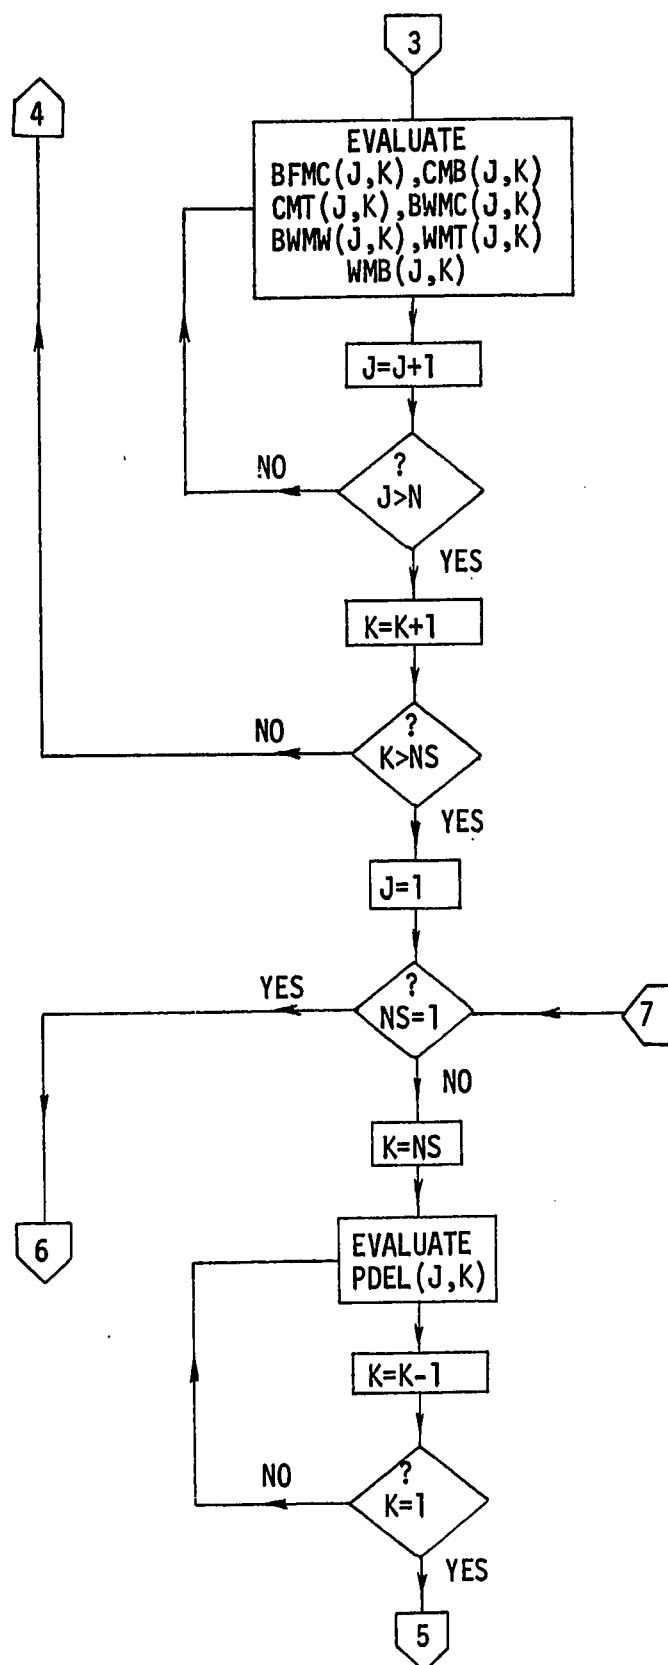 3
4
EVALUATE
BFMC(J,K),CMB(J,K)
CMT(J,K),BWMC(J,K)
BWMW(J,K),WMT(J,K)
WMB(J,K)
J=J+1
NO
?
J>N
YES
K=K+1
NO
?
K>NS
YES
J=1
YES
?
NS=1
7
NO
K=NS
6
EVALUATE
PDEL(J,K)
K=K-1
NO
?
K=1
YES
5